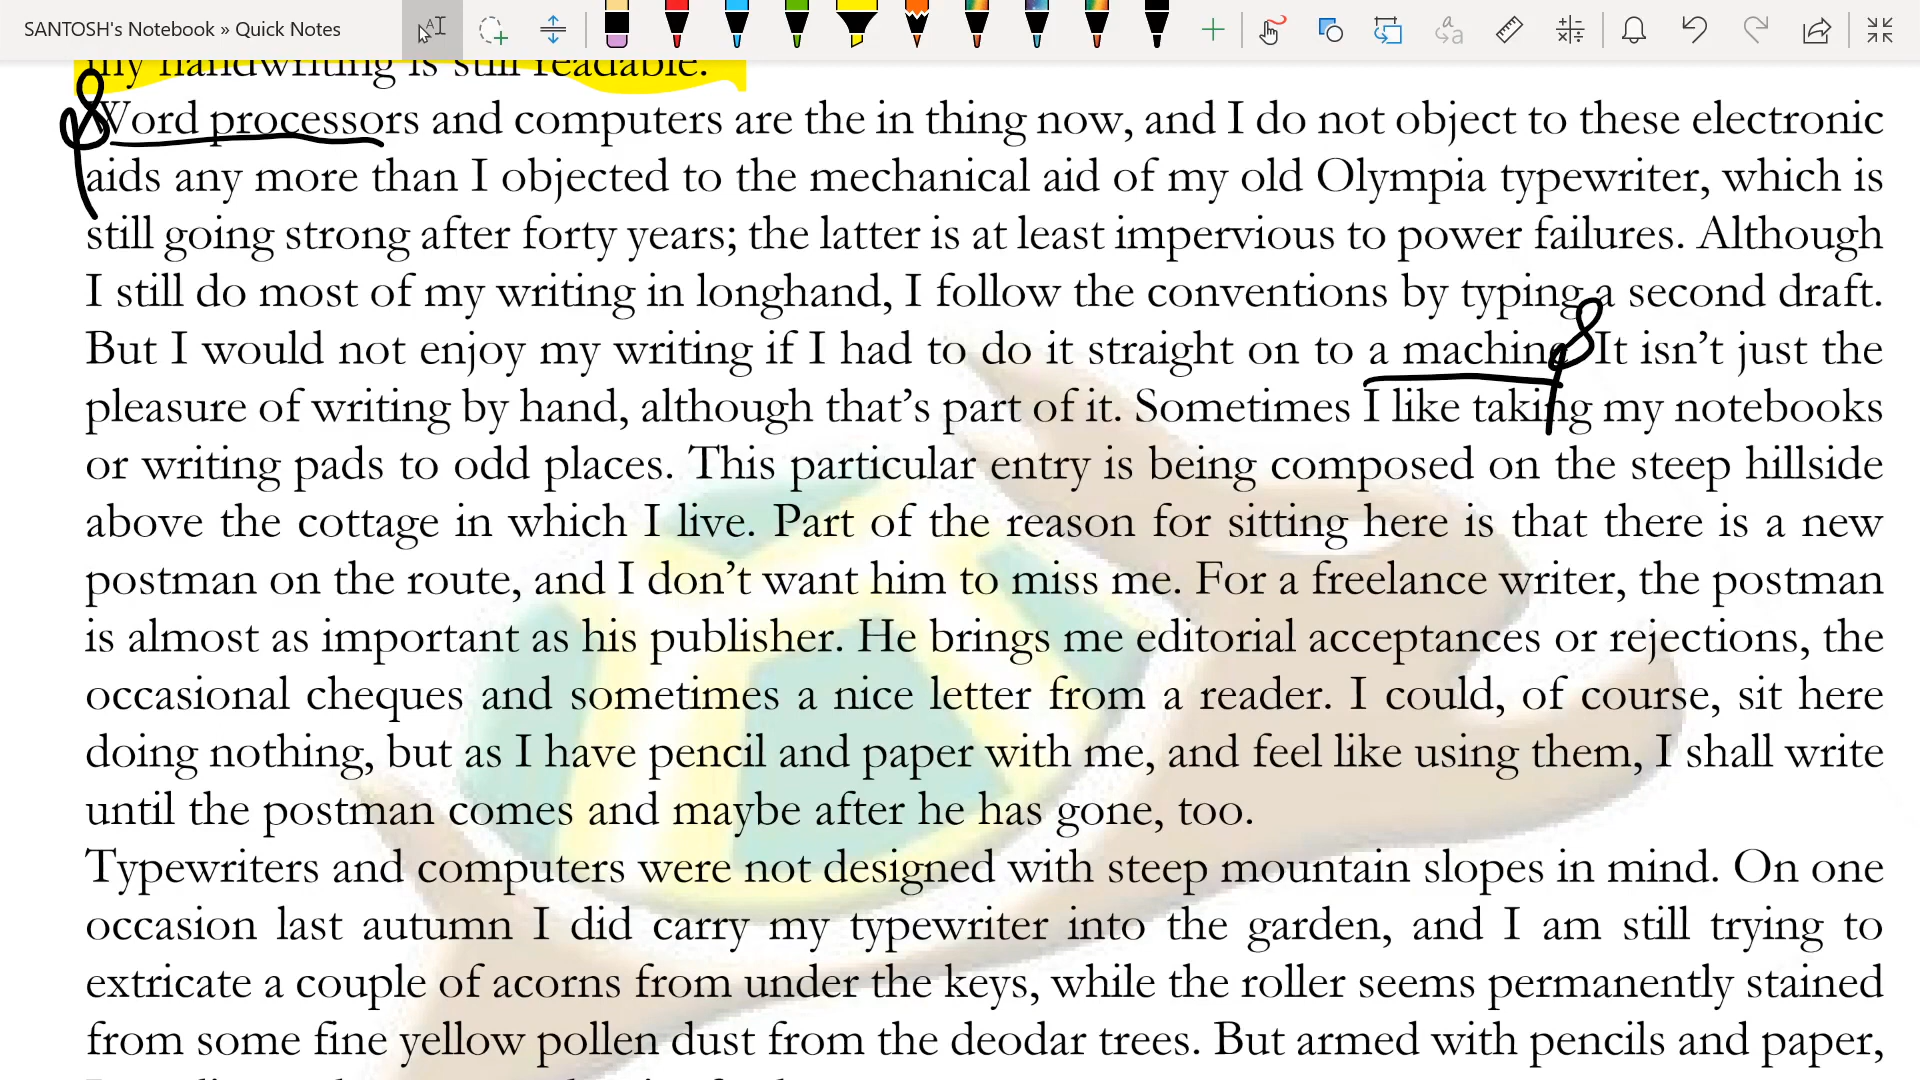 SANTOSH's Notebook » Quick Notes
my handwriting is still readable.
Word processors and computers are the in thing now, and I do not object to these electronic
aids any more than I objected to the mechanical aid of my old Olympia typewriter, which is
still going strong after forty years; the latter is at least impervious to power failures. Although
I still do most of my writing in longhand, I follow the conventions by typing a second draft.
But I would not enjoy my writing if I had to do it straight on to a machine. It isn’t just the
pleasure of writing by hand, although that’s part of it. Sometimes I like taking my notebooks
or writing pads to odd places. This particular entry is being composed on the steep hillside
above the cottage in which I live. Part of the reason for sitting here is that there is a new
postman on the route, and I don’t want him to miss me. For a freelance writer, the postman
is almost as important as his publisher. He brings me editorial acceptances or rejections, the
occasional cheques and sometimes a nice letter from a reader. I could, of course, sit here
doing nothing, but as I have pencil and paper with me, and feel like using them, I shall write
until the postman comes and maybe after he has gone, too.
Typewriters and computers were not designed with steep mountain slopes in mind. On one
occasion last autumn I did carry my typewriter into the garden, and I am still trying to
extricate a couple of acorns from under the keys, while the roller seems permanently stained
from some fine yellow pollen dust from the deodar trees. But armed with pencils and paper,